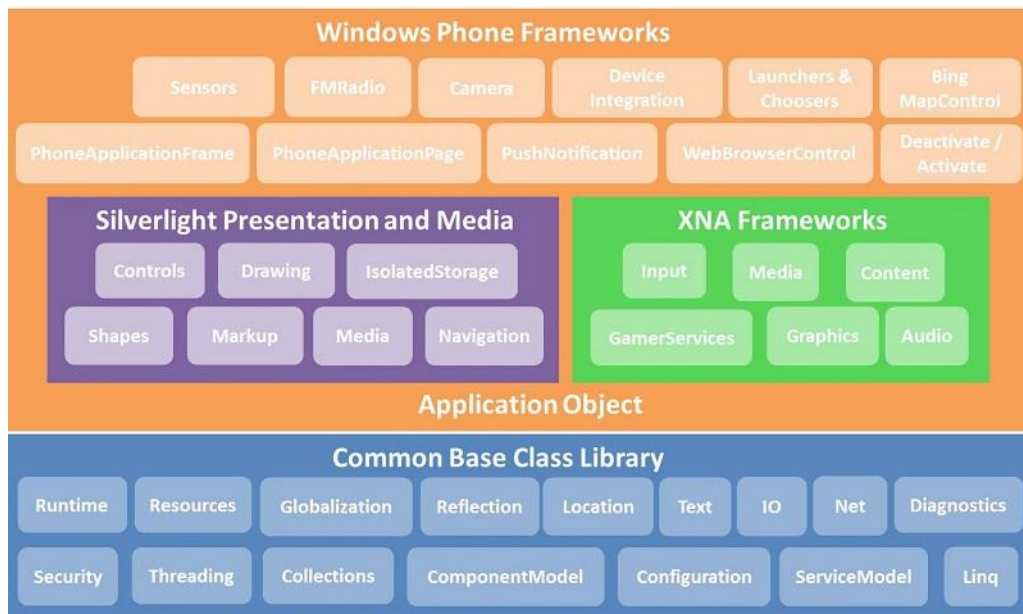 Windows Phone Frameworks
Sensors
FMRadio
Camera
Device
Integration
Launchers &
Choosers
Bing
MapControl
PhoneApplicationFrame
PhoneApplicationPage
PushNotification
WebBrowserControl
Deactivate /
Activate
Silverlight Presentation and Media
Controls
Drawing
IsolatedStorage
Shapes
Markup
Media
Navigation
XNA Frameworks
Input
Media
Content
GamerServices
Graphics
Audio
Application Object
Common Base Class Library
Runtime
Resources
Globalization
Reflection
Location
Text
IO
Net
Diagnostics
Security
Threading
Collections
ComponentModel
Configuration
ServiceModel
Linq